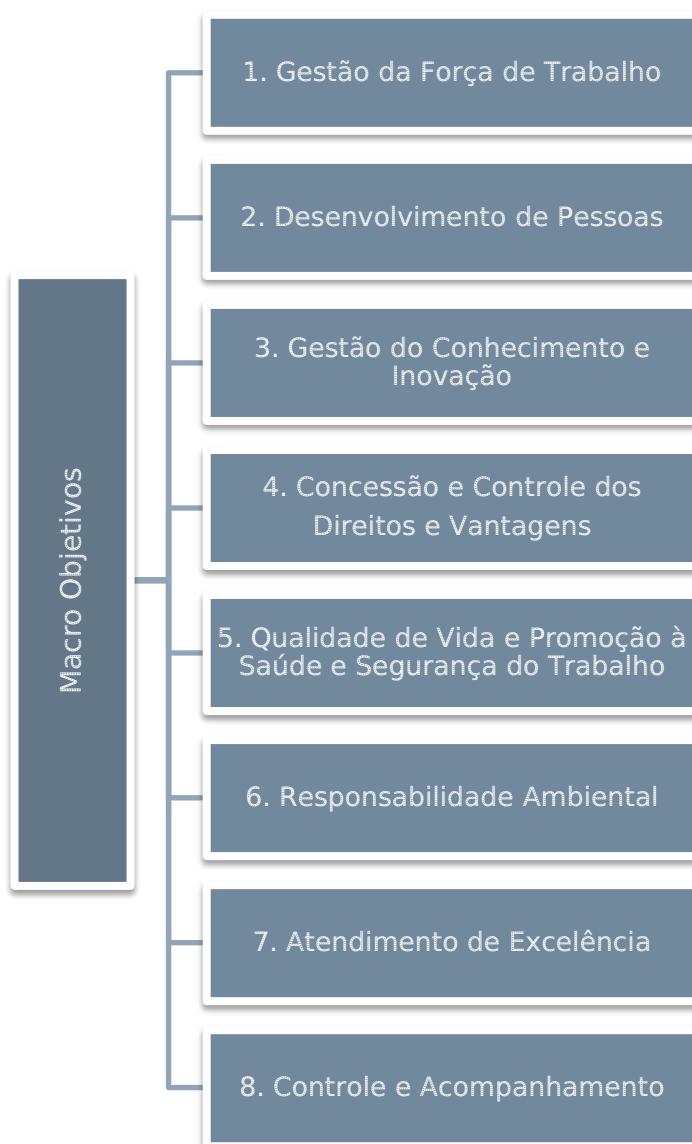 Macro Objetivos
1. Gestão da Força de Trabalho
2. Desenvolvimento de Pessoas
3. Gestão do Conhecimento e
Inovação
4. Concessão e Controle dos
Direitos e Vantagens
5. Qualidade de Vida e Promoção à
Saúde e Segurança do Trabalho
6. Responsabilidade Ambiental
7. Atendimento de Excelência
8. Controle e Acompanhamento